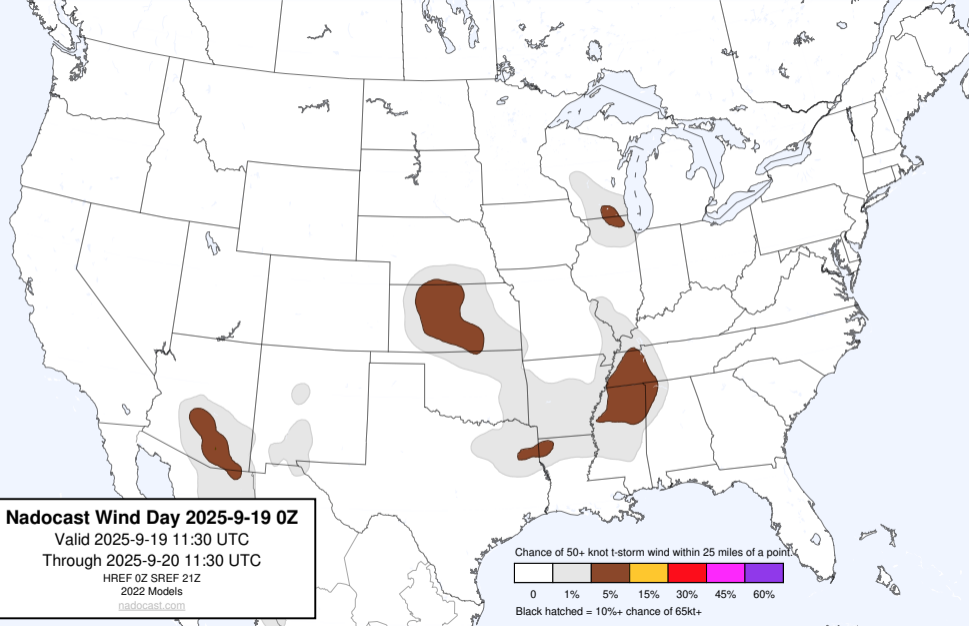 Nadocast Wind Day 2025-9-19 0Z
Valid 2025-9-19 11:30 UTC
Through 2025-9-20 11:30 UTC
HREF 0Z SREF 21Z
2022 Models
nadocast.com
Chance of 50+ knot t-storm wind within 25 miles of a point.
0 1% 5% 15% 30% 45% 60%
Black hatched = 10%+ chance of 65kt+